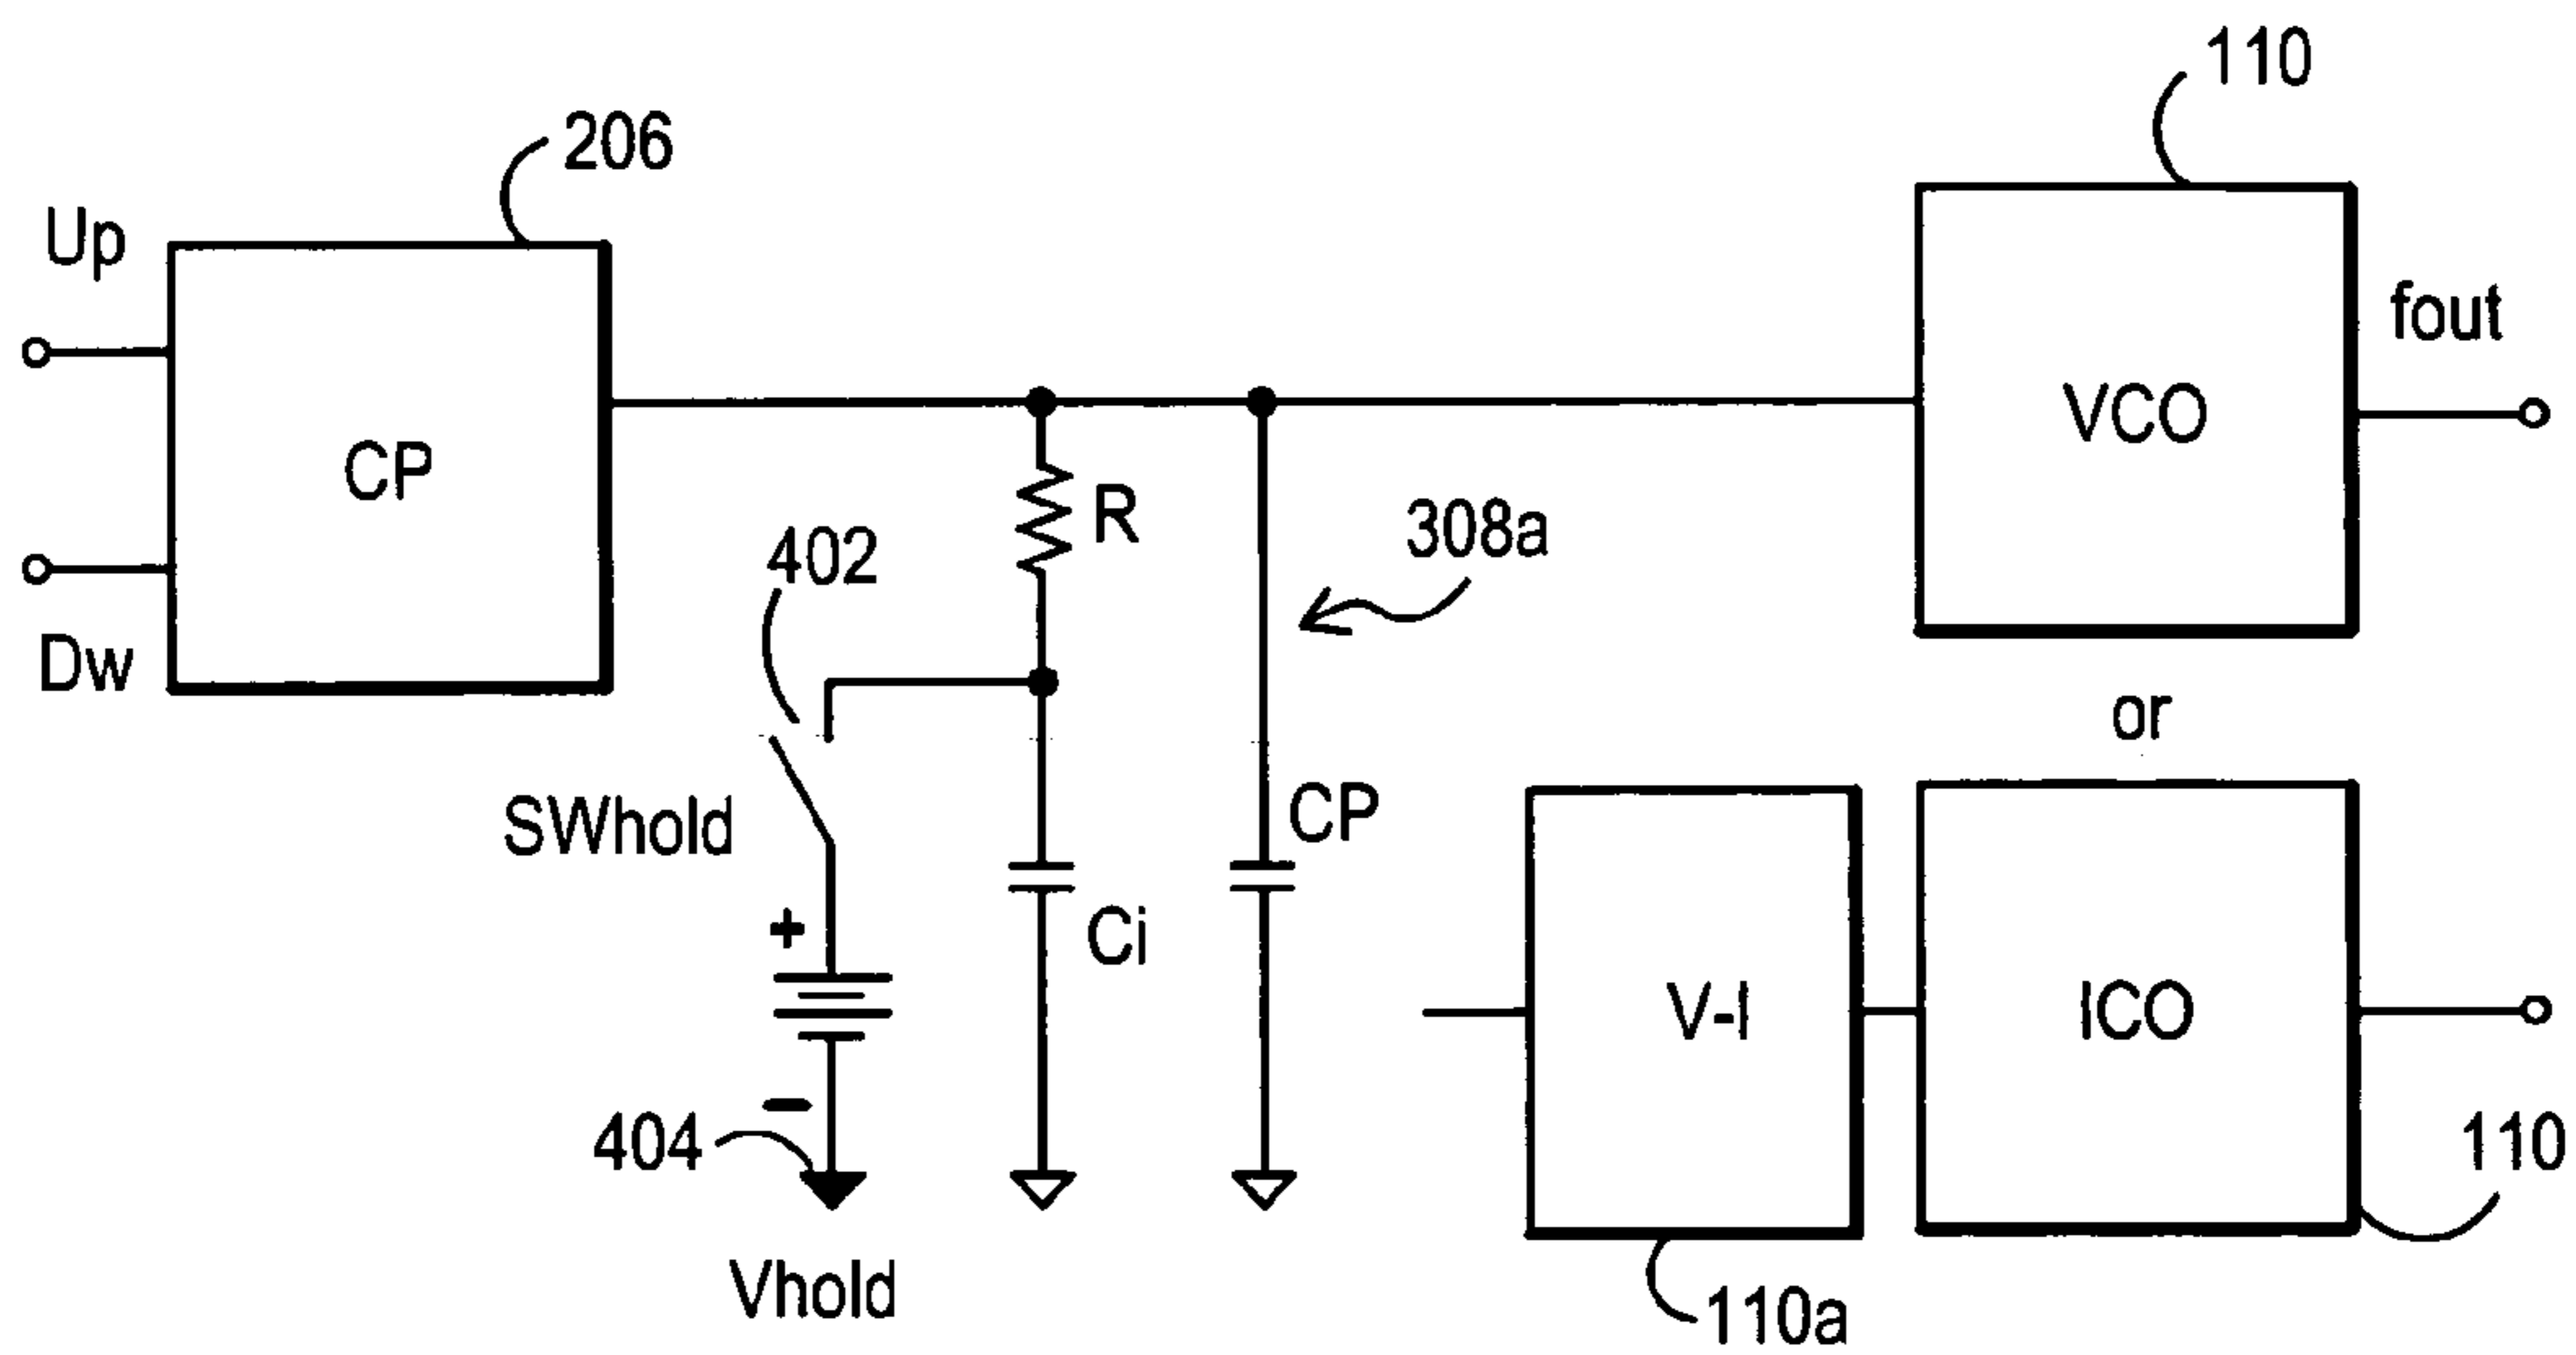 110
206
Up
fout
VCO
CP
R
308a
402
Dw
or
CP
SWhold
+
Ci
V-I
ICO
-
404
110
Vhold
110a